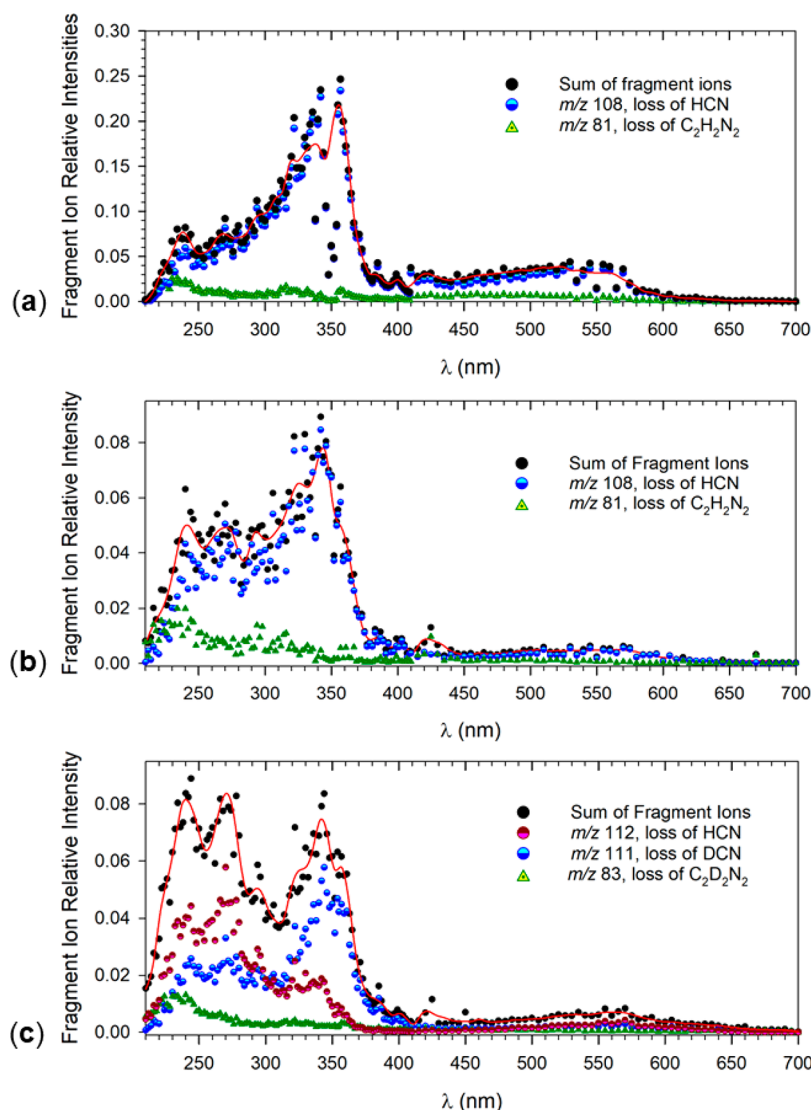 (a)
Fragment Ion Relative Intensities
0.30
0.25
0.20
0.15
0.10
0.05
0.00
Sum of fragment ions
m/z 108, loss of HCN
m/z 81, loss of C₂H₂N₂
250 300 350 400 450 500 550 600 650 700
λ (nm)
(b)
Fragment Ion Relative Intensity
0.08
0.06
0.04
0.02
0.00
Sum of Fragment Ions
m/z 108, loss of HCN
m/z 81, loss of C₂H₂N₂
250 300 350 400 450 500 550 600 650 700
λ (nm)
(c)
Fragment Ion Relative Intensity
0.08
0.06
0.04
0.02
0.00
Sum of Fragment Ions
m/z 112, loss of HCN
m/z 111, loss of DCN
m/z 83, loss of C₂D₂N₂
250 300 350 400 450 500 550 600 650 700
λ (nm)